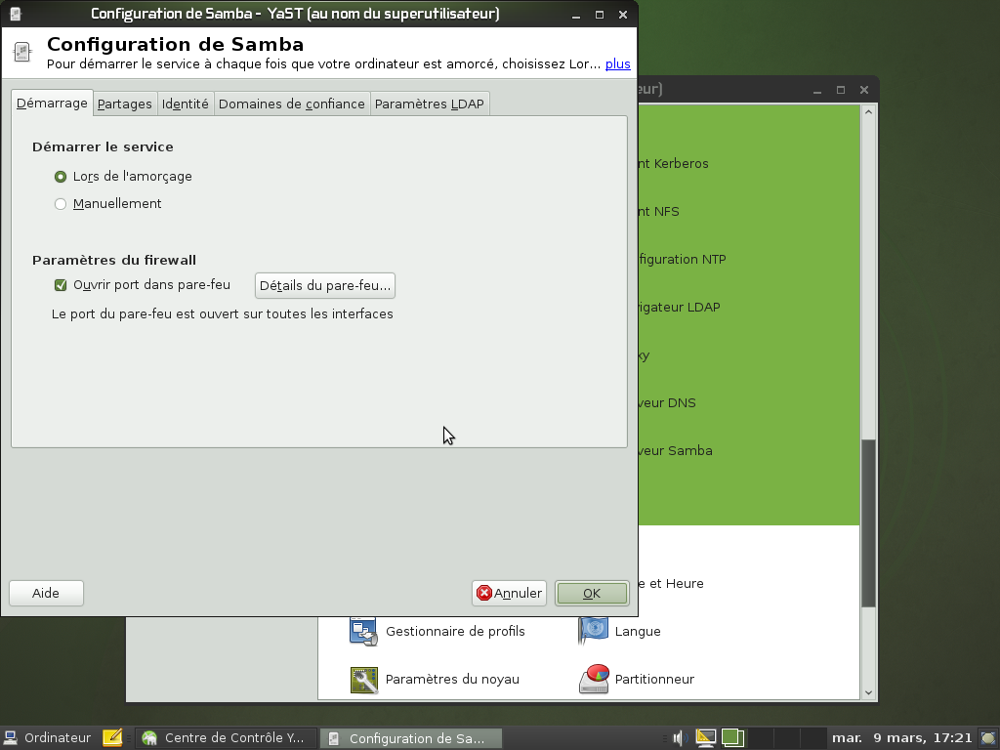 Configuration de Samba - YaST (au nom du superutilisateur)
Configuration de Samba
Pour démarrer le service à chaque fois que votre ordinateur est amorcé, choisissez Lor... plus
Démarrage Partages Identité Domaines de confiance Paramètres LDAP
Démarrer le service
Lors de l'amorçage
Manuellement
Paramètres du firewall
Ouvrir port dans pare-feu Détails du pare-feu...
Le port du pare-feu est ouvert sur toutes les interfaces
Aide Annuler OK
eur)
nt Kerberos
nt NFS
figuration NTP
vigateur LDAP
xy
veur DNS
veur Samba
e et Heure
Gestionnaire de profils Langue
Paramètres du noyau Partitionneur
Ordinateur Centre de Contrôle Y... Configuration de Sa... mar. 9 mars, 17:21